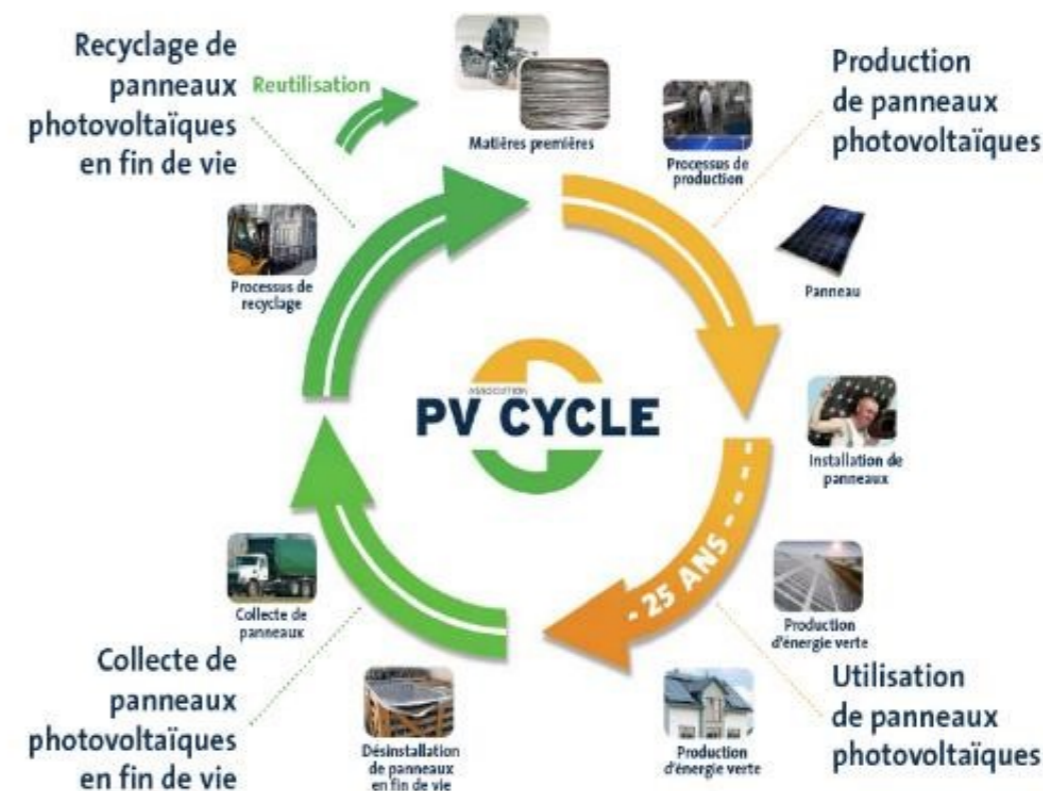 Recyclage de
panneaux
photovoltaïques
en fin de vie
Reutilisation
Matières premières
Processus de
production
Production
de panneaux
photovoltaïques
Panneau
Installation de
panneaux
- 25 ANS -
Production
d'énergie verte
Utilisation
de panneaux
photovoltaïques
Production
d'énergie verte
Désinstallation
de panneaux
en fin de vie
Collecte de
panneaux
Collecte de
panneaux
photovoltaïques
en fin de vie
Processus de
recyclage
ASSOCIATION
PV CYCLE